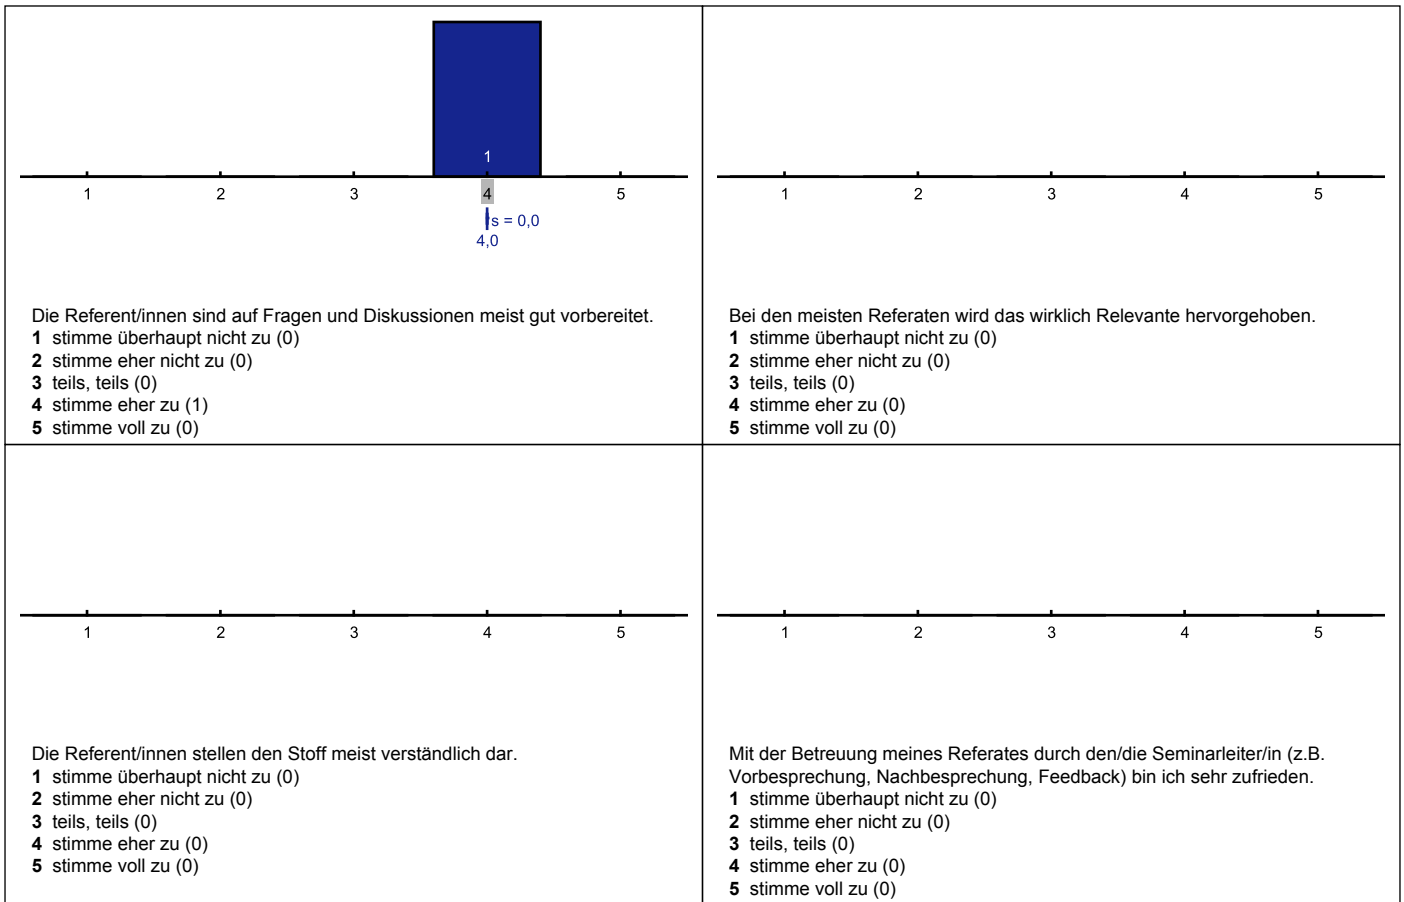 1
1 2 3 4 5
s = 0,0
4,0
Die Referent/innen sind auf Fragen und Diskussionen meist gut vorbereitet.
1 stimme überhaupt nicht zu (0)
2 stimme eher nicht zu (0)
3 teils, teils (0)
4 stimme eher zu (1)
5 stimme voll zu (0)
1 2 3 4 5
Bei den meisten Referaten wird das wirklich Relevante hervorgehoben.
1 stimme überhaupt nicht zu (0)
2 stimme eher nicht zu (0)
3 teils, teils (0)
4 stimme eher zu (0)
5 stimme voll zu (0)
1 2 3 4 5
Die Referent/innen stellen den Stoff meist verständlich dar.
1 stimme überhaupt nicht zu (0)
2 stimme eher nicht zu (0)
3 teils, teils (0)
4 stimme eher zu (0)
5 stimme voll zu (0)
1 2 3 4 5
Mit der Betreuung meines Referates durch den/die Seminarleiter/in (z.B.
Vorbesprechung, Nachbesprechung, Feedback) bin ich sehr zufrieden.
1 stimme überhaupt nicht zu (0)
2 stimme eher nicht zu (0)
3 teils, teils (0)
4 stimme eher zu (0)
5 stimme voll zu (0)